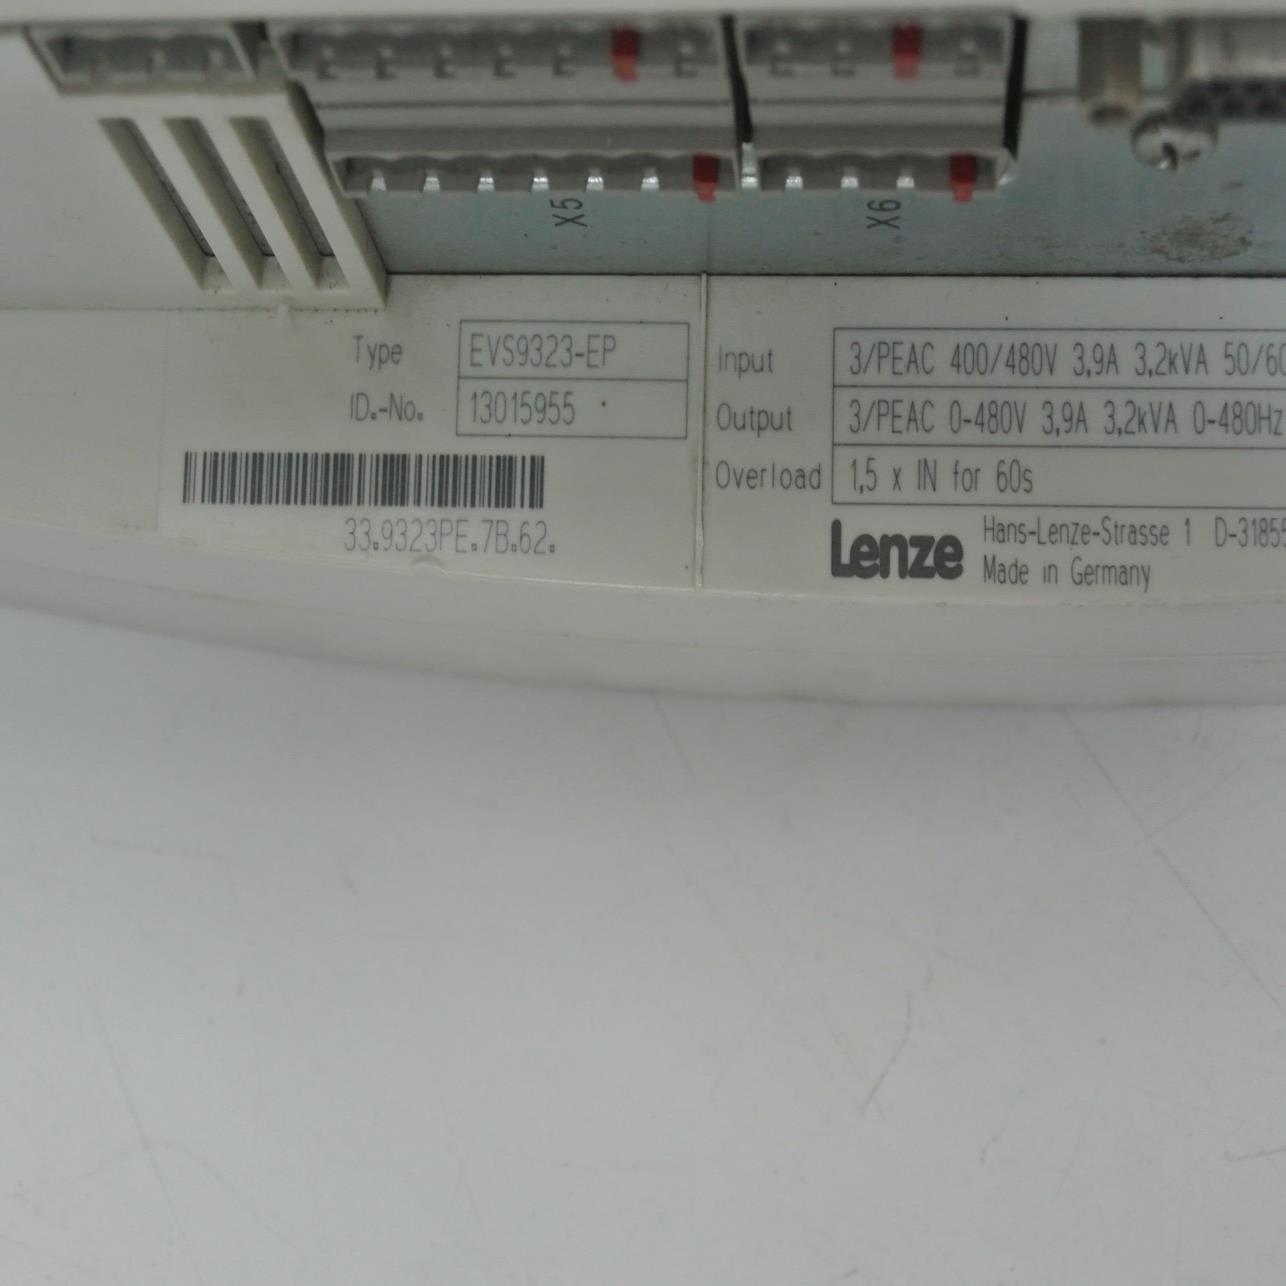 X5
X6
Type EVS9323-EP
ID.-No. 13015955
33.9323PE.7B.62.
Input 3/PEAC 400/480V 3,9A 3,2kVA 50/60
Output 3/PEAC 0-480V 3,9A 3,2kVA 0-480Hz
Overload 1,5 x IN for 60s
Lenze
Hans-Lenze-Strasse 1 D-31855
Made in Germany